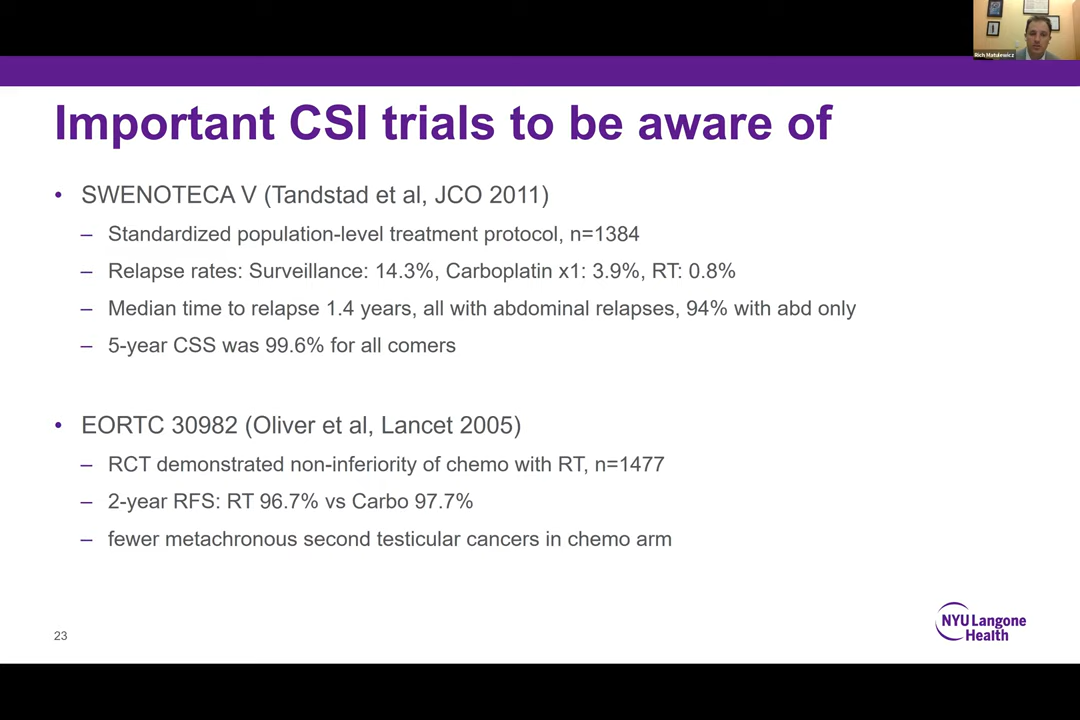 Rich Matulewicz
Important CSI trials to be aware of
• SWENOTECA V (Tandstad et al, JCO 2011)
– Standardized population-level treatment protocol, n=1384
– Relapse rates: Surveillance: 14.3%, Carboplatin x1: 3.9%, RT: 0.8%
– Median time to relapse 1.4 years, all with abdominal relapses, 94% with abd only
– 5-year CSS was 99.6% for all comers
• EORTC 30982 (Oliver et al, Lancet 2005)
– RCT demonstrated non-inferiority of chemo with RT, n=1477
– 2-year RFS: RT 96.7% vs Carbo 97.7%
– fewer metachronous second testicular cancers in chemo arm
NYU Langone
Health
23